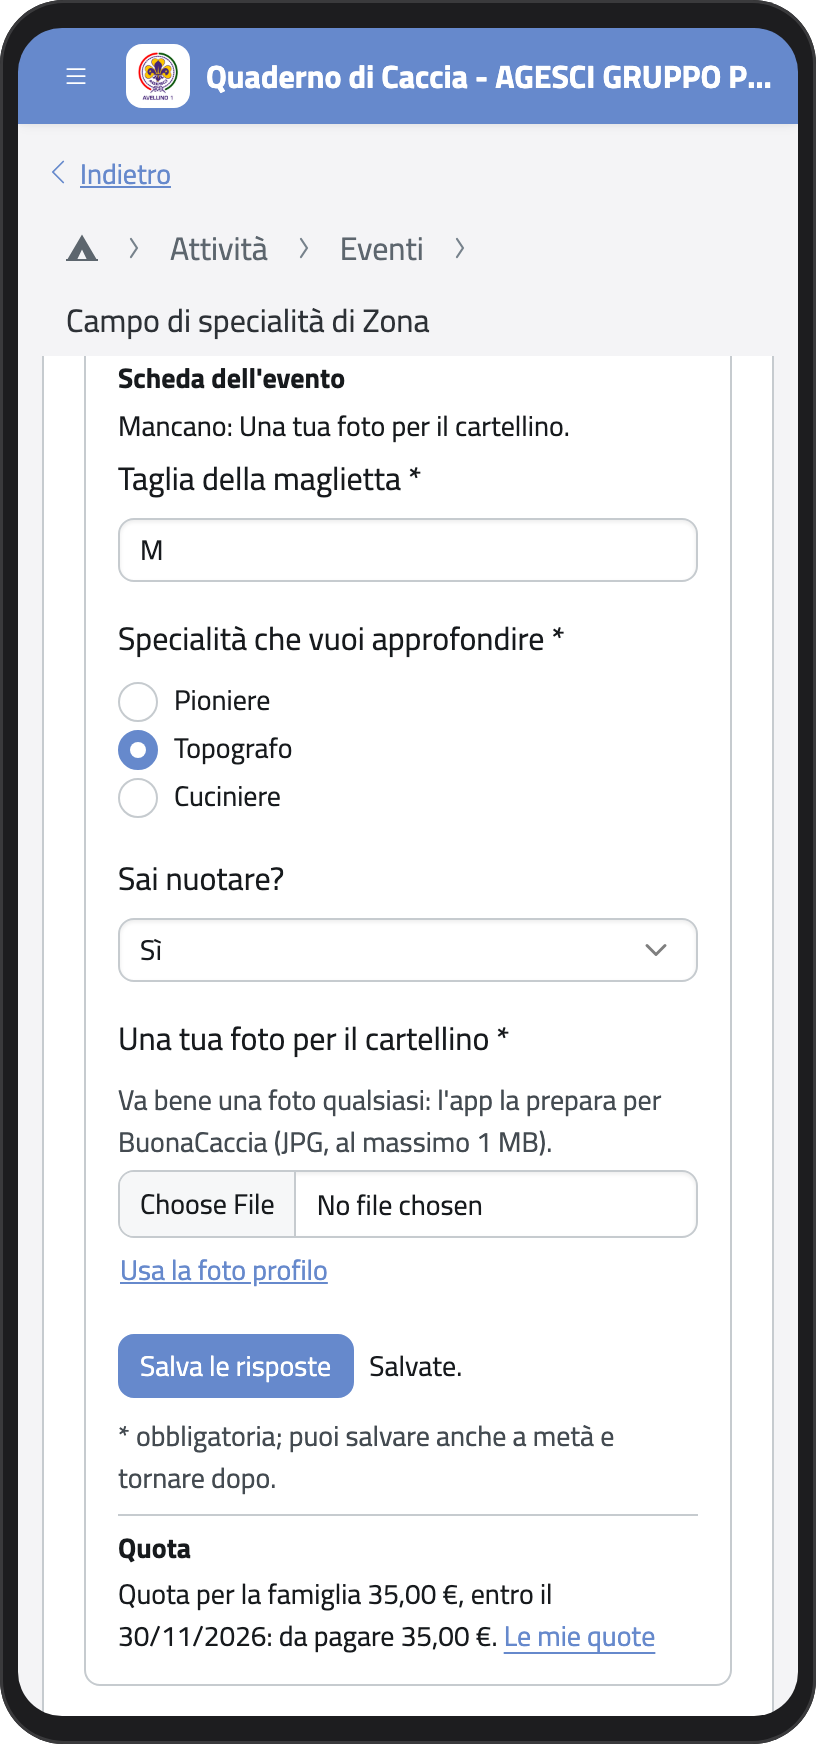 AVELLINO 1
Quaderno di Caccia - AGESCI GRUPPO P...
Indietro
Attività
Eventi
Campo di specialità di Zona
Scheda dell'evento
Mancano: Una tua foto per il cartellino.
Taglia della maglietta *
M
Specialità che vuoi approfondire *
Pioniere
Topografo
Cuciniere
Sai nuotare?
Sì
Una tua foto per il cartellino *
Va bene una foto qualsiasi: l'app la prepara per
BuonaCaccia (JPG, al massimo 1 MB).
Choose File No file chosen
Usa la foto profilo
Salva le risposte Salvate.
* obbligatoria; puoi salvare anche a metà e
tornare dopo.
Quota
Quota per la famiglia 35,00 €, entro il
30/11/2026: da pagare 35,00 €. Le mie quote